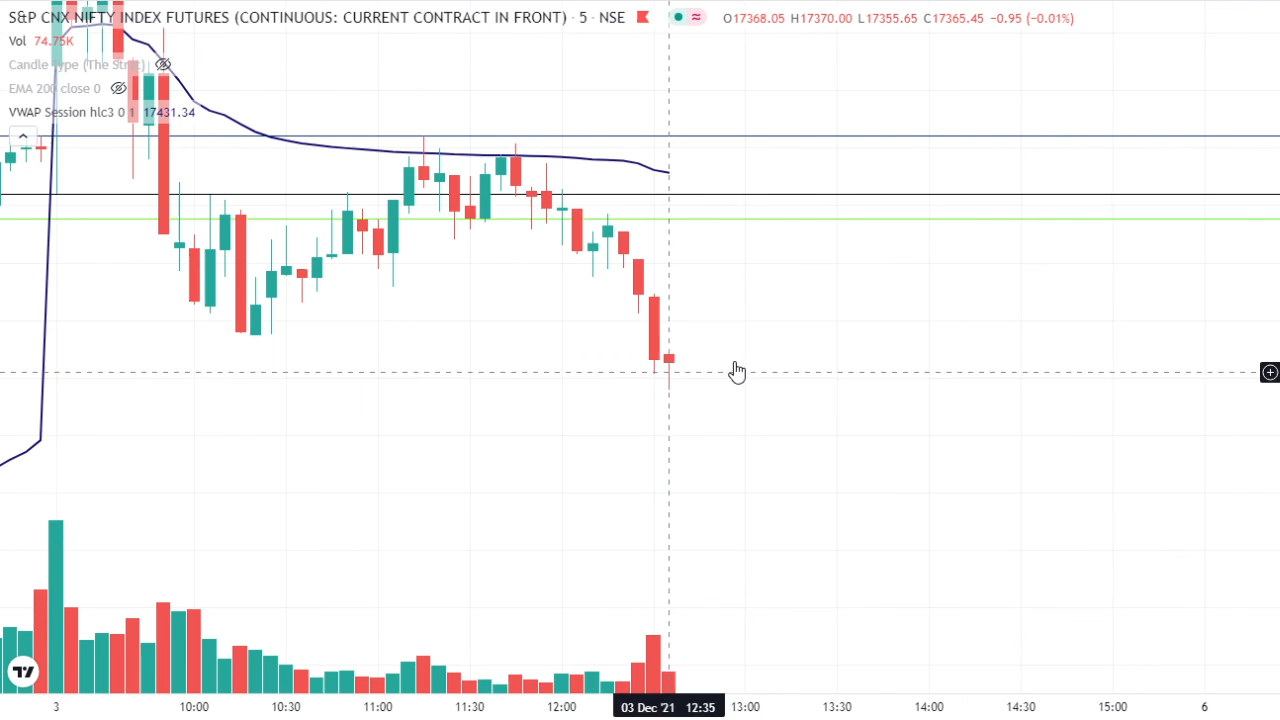 S&P CNX NIFTY INDEX FUTURES (CONTINUOUS: CURRENT CONTRACT IN FRONT) · 5 · NSE O17368.05 H17370.00 L17355.65 C17365.45 −0.95 (−0.01%)
Vol 74.75K
Candle Type (The Strat)
EMA 200 close 0
VWAP Session hlc3 0 1 17431.34
3 10:00 10:30 11:00 11:30 12:00 03 Dec '21 12:35 13:00 13:30 14:00 14:30 15:00 6